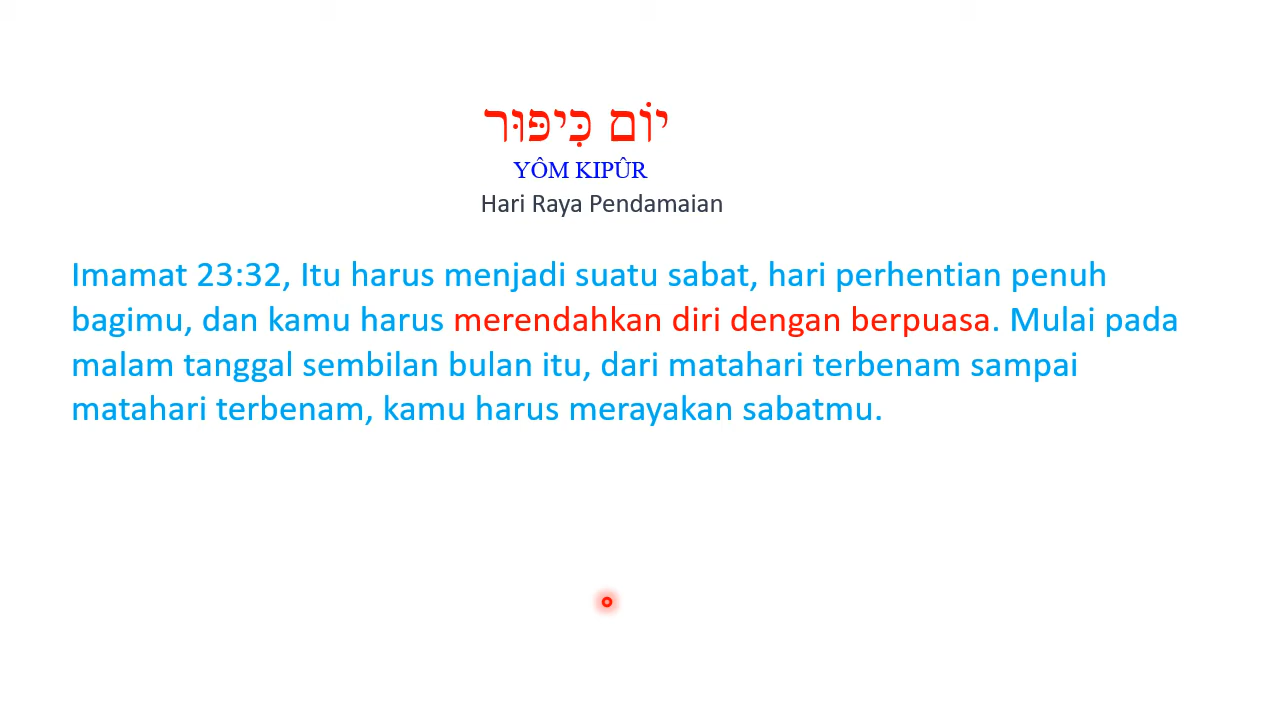 יוֹם כִּיפּוּר
YÔM KIPÛR
Hari Raya Pendamaian
Imamat 23:32, Itu harus menjadi suatu sabat, hari perhentian penuh
bagimu, dan kamu harus merendahkan diri dengan berpuasa. Mulai pada
malam tanggal sembilan bulan itu, dari matahari terbenam sampai
matahari terbenam, kamu harus merayakan sabatmu.